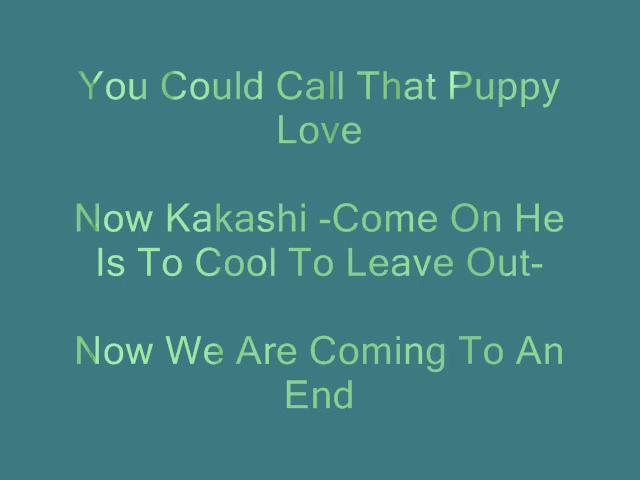 You Could Call That Puppy
Love
Now Kakashi -Come On He
Is To Cool To Leave Out-
Now We Are Coming To An
End